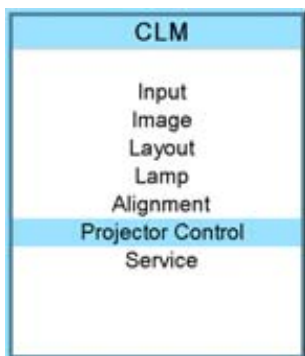 CLM
Input
Image
Layout
Lamp
Alignment
Projector Control
Service